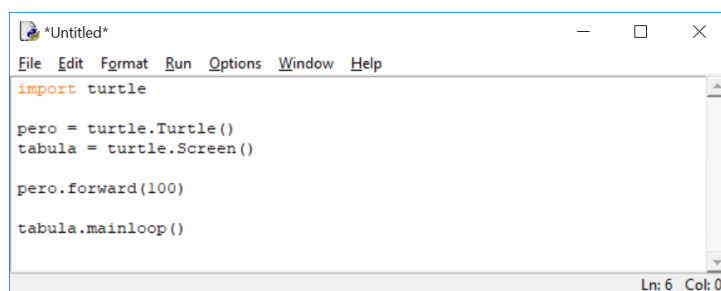 *Untitled*
File Edit Format Run Options Window Help
import turtle
pero = turtle.Turtle()
tabula = turtle.Screen()
pero.forward(100)
tabula.mainloop()
Ln: 6 Col: 0